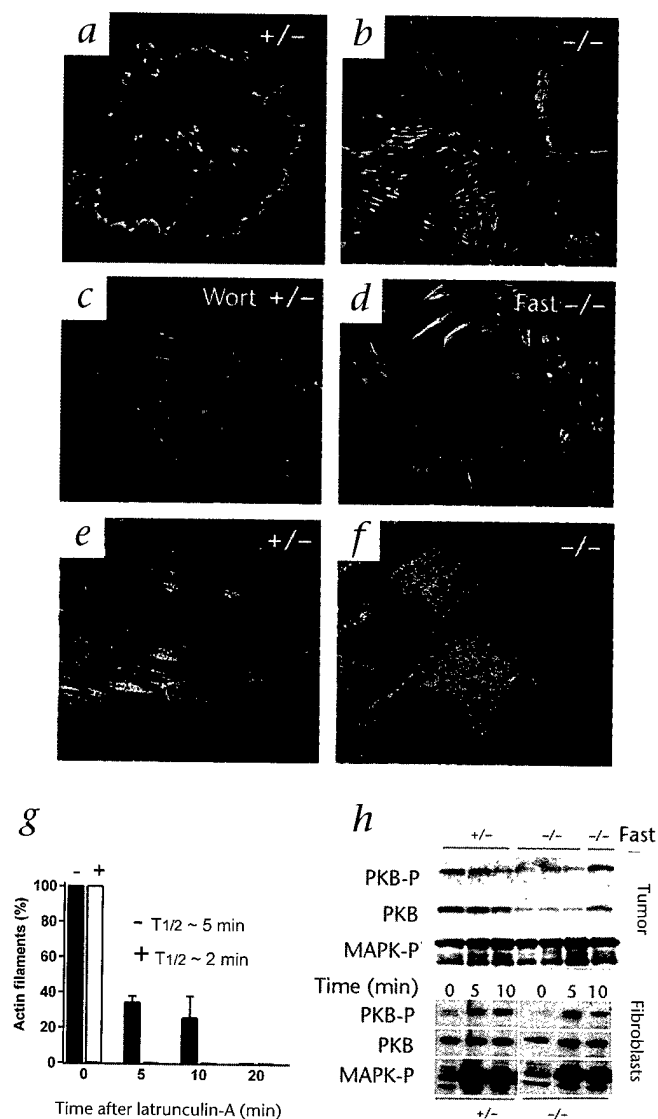 a +/−
b −/−
c Wort +/−
d Fast −/−
e +/−
f −/−
g
− +
100
80
60
40
20
0
Actin filaments (%)
− T1/2 ~ 5 min
+ T1/2 ~ 2 min
0 5 10 20
Time after latrunculin-A (min)
h
+/− −/− −/− Fast
PKB-P
PKB
MAPK-P
Tumor
Time (min) 0 5 10 0 5 10
PKB-P
PKB
MAPK-P
Fibroblasts
+/− −/−